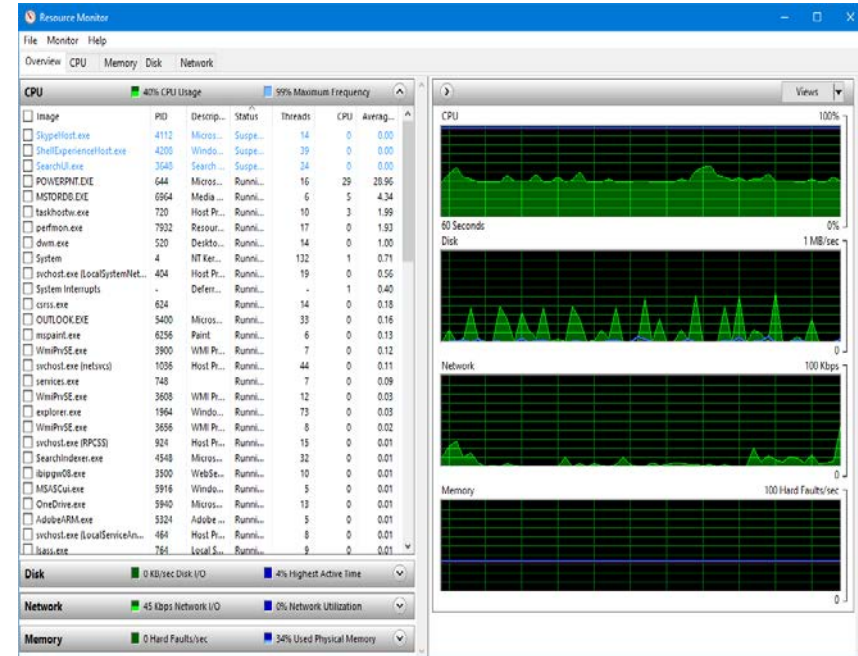 Resource Monitor
File Monitor Help
Overview CPU Memory Disk Network
CPU 40% CPU Usage 99% Maximum Frequency
Image PID Descrip... Status Threads CPU Averag...
SkypeHost.exe 4112 Micros... Suspe... 14 0 0.00
ShellExperienceHost.exe 4208 Windo... Suspe... 39 0 0.00
SearchUI.exe 3648 Search ... Suspe... 24 0 0.00
POWERPNT.EXE 644 Micros... Runni... 16 29 28.96
MSTORDB.EXE 6964 Media ... Runni... 6 5 4.34
taskhostw.exe 720 Host Pr... Runni... 10 3 1.99
perfmon.exe 7932 Resour... Runni... 17 0 1.93
dwm.exe 520 Deskto... Runni... 14 0 1.00
System 4 NT Ker... Runni... 132 1 0.71
svchost.exe (LocalSystemNet... 404 Host Pr... Runni... 19 0 0.56
System Interrupts - Deferr... Runni... - 1 0.40
csrss.exe 624 Runni... 14 0 0.18
OUTLOOK.EXE 5400 Micros... Runni... 33 0 0.16
mspaint.exe 6256 Paint Runni... 6 0 0.13
WmiPrvSE.exe 3900 WMI Pr... Runni... 7 0 0.12
svchost.exe (netsvcs) 1036 Host Pr... Runni... 44 0 0.11
services.exe 748 Runni... 7 0 0.09
WmiPrvSE.exe 3608 WMI Pr... Runni... 12 0 0.03
explorer.exe 1964 Windo... Runni... 73 0 0.03
WmiPrvSE.exe 3656 WMI Pr... Runni... 8 0 0.02
svchost.exe (RPCSS) 924 Host Pr... Runni... 15 0 0.01
SearchIndexer.exe 4548 Micros... Runni... 32 0 0.01
ibipgw08.exe 3500 WebSe... Runni... 10 0 0.01
MSASCui.exe 5916 Windo... Runni... 5 0 0.01
OneDrive.exe 5940 Micros... Runni... 13 0 0.01
AdobeARM.exe 5324 Adobe ... Runni... 5 0 0.01
svchost.exe (LocalServiceAn... 464 Host Pr... Runni... 8 0 0.01
lsass.exe 764 Local S... Runni... 9 0 0.01
Disk 0 KB/sec Disk I/O 4% Highest Active Time
Network 45 Kbps Network I/O 0% Network Utilization
Memory 0 Hard Faults/sec 34% Used Physical Memory
Views
CPU 100%
60 Seconds 0%
Disk 1 MB/sec
0
Network 100 Kbps
0
Memory 100 Hard Faults/sec
0